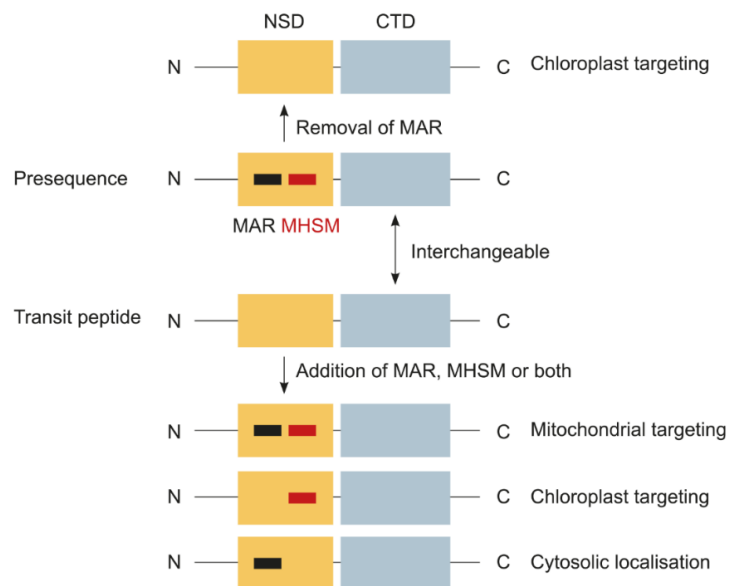 NSD CTD
N C Chloroplast targeting
Removal of MAR
Presequence N C
MAR MHSM
Interchangeable
Transit peptide N C
Addition of MAR, MHSM or both
N C Mitochondrial targeting
N C Chloroplast targeting
N C Cytosolic localisation